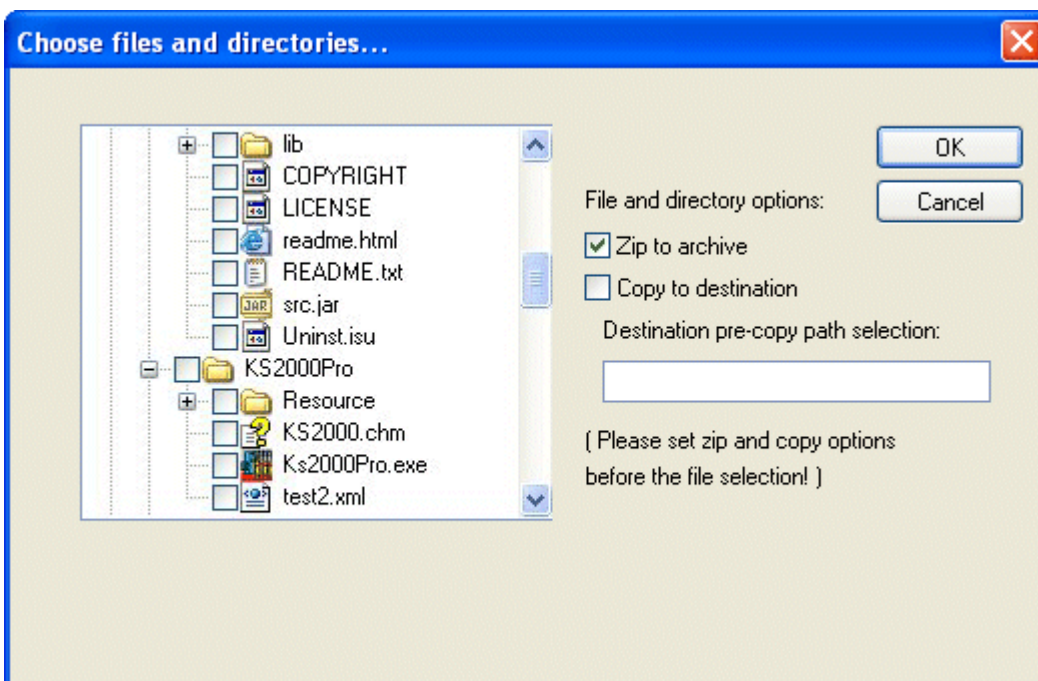 Choose files and directories...
lib
COPYRIGHT
LICENSE
readme.html
README.txt
JAR src.jar
Uninst.isu
KS2000Pro
Resource
KS2000.chm
Ks2000Pro.exe
test2.xml
OK
Cancel
File and directory options:
Zip to archive
Copy to destination
Destination pre-copy path selection:
( Please set zip and copy options
before the file selection! )